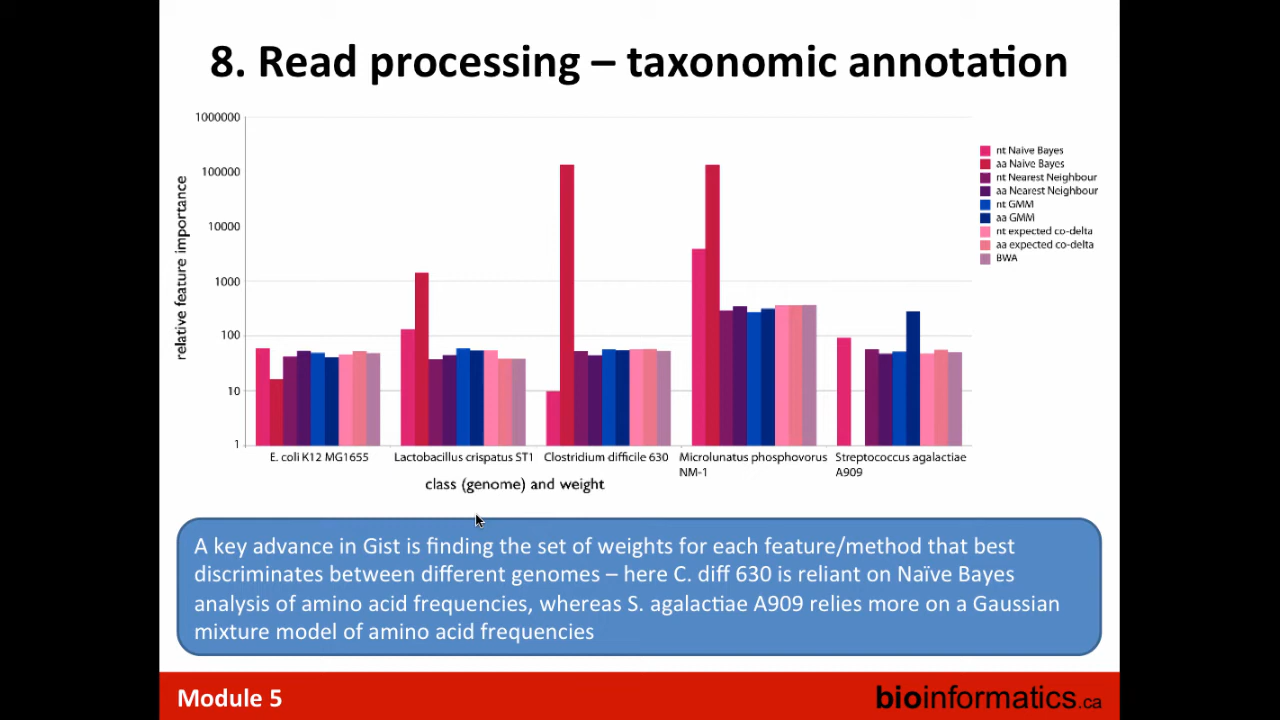 8. Read processing – taxonomic annotation
1000000
100000
10000
1000
100
10
1
relative feature importance
nt Naive Bayes
aa Naive Bayes
nt Nearest Neighbour
aa Nearest Neighbour
nt GMM
aa GMM
nt expected co-delta
aa expected co-delta
BWA
E. coli K12 MG1655
Lactobacillus crispatus ST1
Clostridium difficile 630
Microlunatus phosphovorus
NM-1
Streptococcus agalactiae
A909
class (genome) and weight
A key advance in Gist is finding the set of weights for each feature/method that best
discriminates between different genomes – here C. diff 630 is reliant on Naïve Bayes
analysis of amino acid frequencies, whereas S. agalactiae A909 relies more on a Gaussian
mixture model of amino acid frequencies
Module 5
bioinformatics.ca